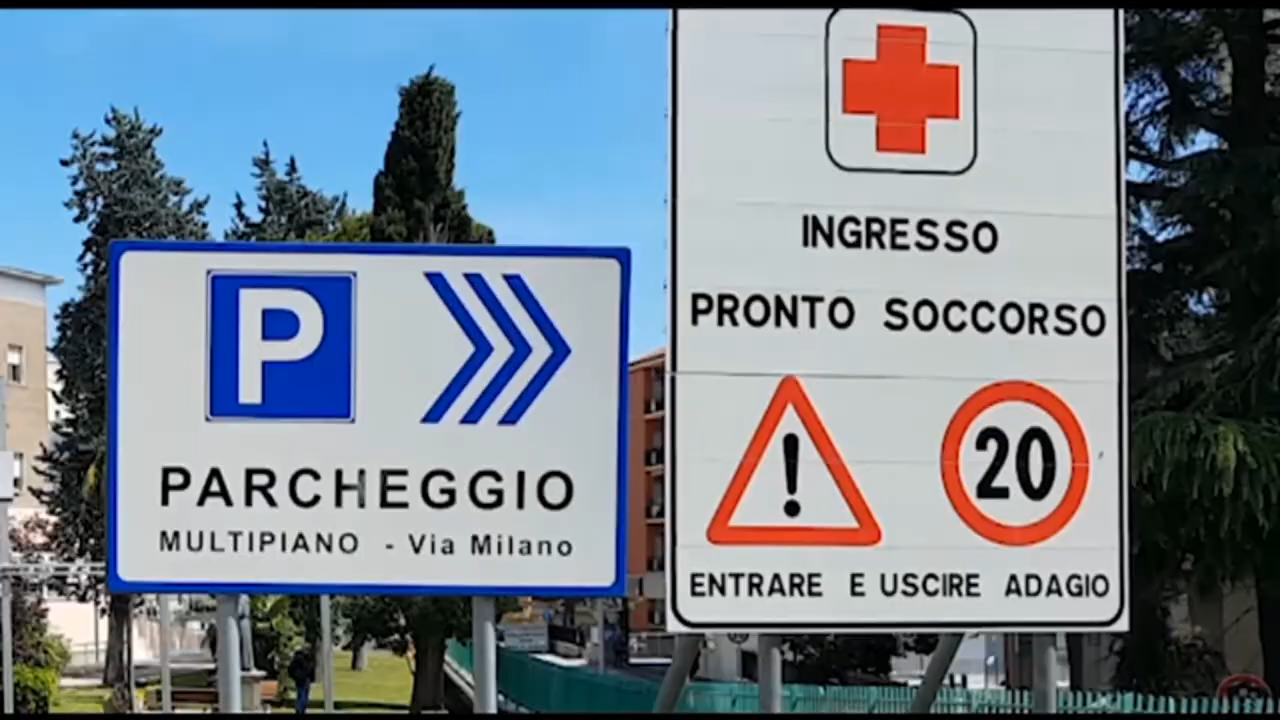 P
PARCHEGGIO
MULTIPIANO - Via Milano
INGRESSO
PRONTO SOCCORSO
!
20
ENTRARE E USCIRE ADAGIO